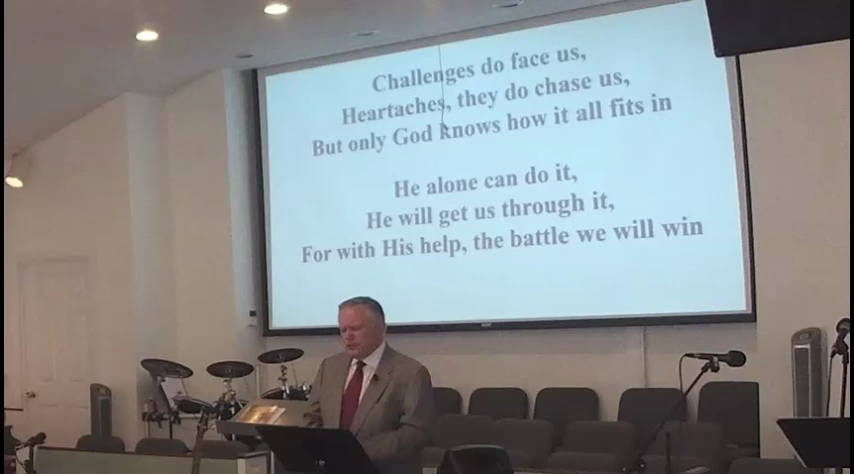 Challenges do face us,
Heartaches, they do chase us,
But only God knows how it all fits in
He alone can do it,
He will get us through it,
For with His help, the battle we will win